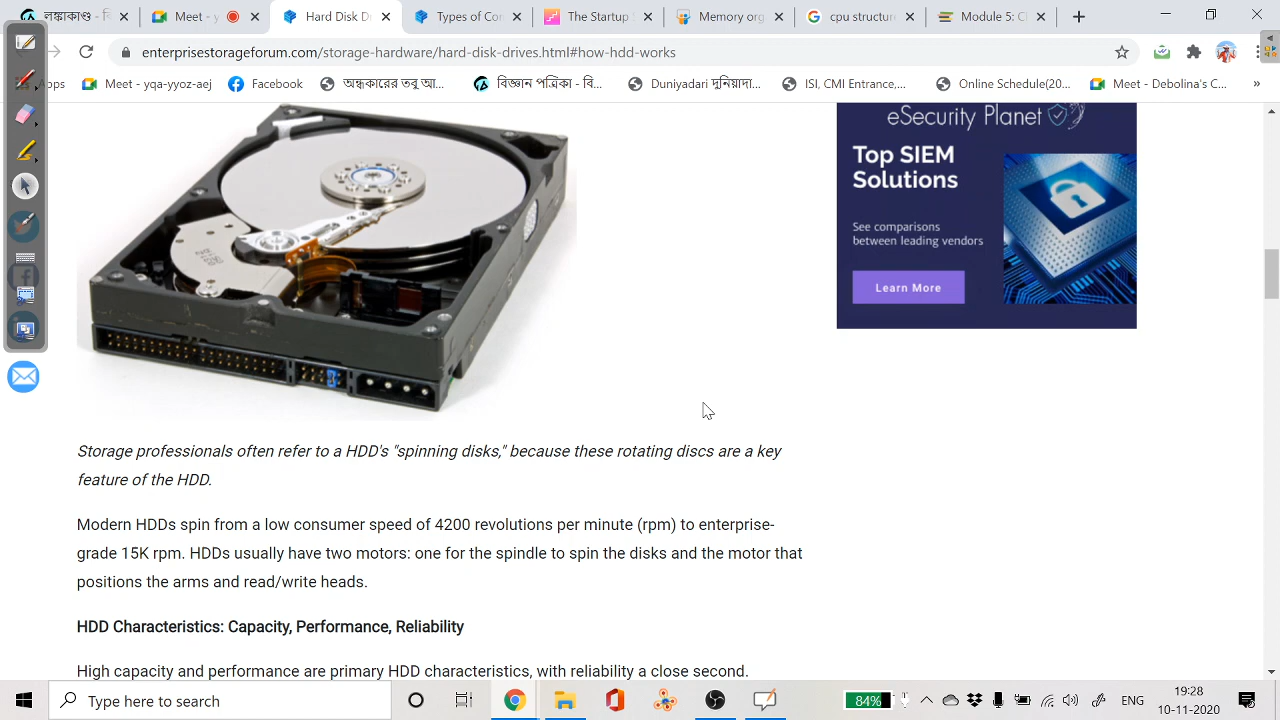 বিজ্ঞান পত্রি
Meet - y
Hard Disk D
Types of Co
The Startup
Memory org
cpu structure
Module 5: C
enterprisestorageforum.com/storage-hardware/hard-disk-drives.html#how-hdd-works
Meet - yqa-yyoz-aej
Facebook
অন্ধকারের তবু আ...
বিজ্ঞান পত্রিকা - বি...
Duniyadari দুনিয়াদা...
ISI, CMI Entrance,...
Online Schedule(20...
Meet - Debolina's C...
»
eSecurity Planet
Top SIEM
Solutions
See comparisons
between leading vendors
Learn More
Storage professionals often refer to a HDD's "spinning disks," because these rotating discs are a key
feature of the HDD.
Modern HDDs spin from a low consumer speed of 4200 revolutions per minute (rpm) to enterprise-
grade 15K rpm. HDDs usually have two motors: one for the spindle to spin the disks and the motor that
positions the arms and read/write heads.
HDD Characteristics: Capacity, Performance, Reliability
High capacity and performance are primary HDD characteristics, with reliability a close second.
Type here to search
84%
ENG
19:28
10-11-2020